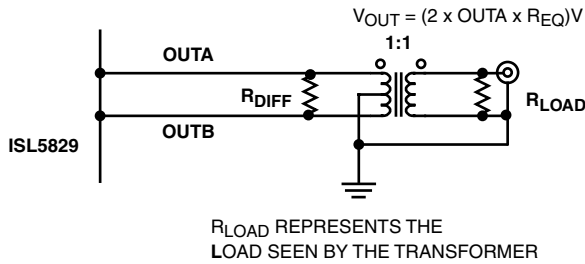 VOUT = (2 x OUTA x REQ)V
1:1
OUTA
RDIFF
RLOAD
OUTB
ISL5829
RLOAD REPRESENTS THE
LOAD SEEN BY THE TRANSFORMER